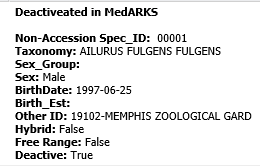 Deactiveated in MedARKS
Non-Accession Spec_ID: 00001
Taxonomy: AILURUS FULGENS FULGENS
Sex_Group:
Sex: Male
BirthDate: 1997-06-25
Birth_Est:
Other ID: 19102-MEMPHIS ZOOLOGICAL GARD
Hybrid: False
Free Range: False
Deactive: True